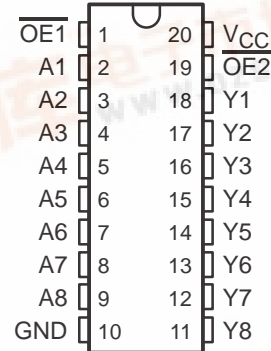 O̅E̅1̅ 1 20 VCC
A1 2 19 O̅E̅2̅
A2 3 18 Y1
A3 4 17 Y2
A4 5 16 Y3
A5 6 15 Y4
A6 7 14 Y5
A7 8 13 Y6
A8 9 12 Y7
GND 10 11 Y8